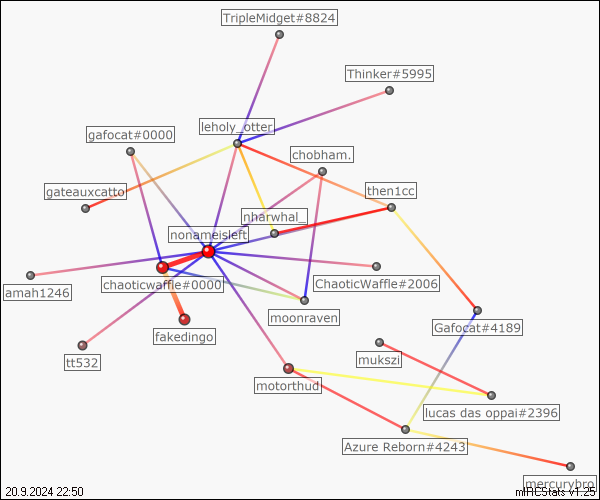 TripleMidget#8824
Thinker#5995
leholy_otter
gafocat#0000
chobham.
gateauxcatto
then1cc
nharwhal_
nonameisleft
chaoticwaffle#0000
ChaoticWaffle#2006
amah1246
moonraven
fakedingo
Gafocat#4189
tt532
mukszi
motorthud
lucas das oppai#2396
Azure Reborn#4243
mercurybro
20.9.2024 22:50
mIRCStats v1.25